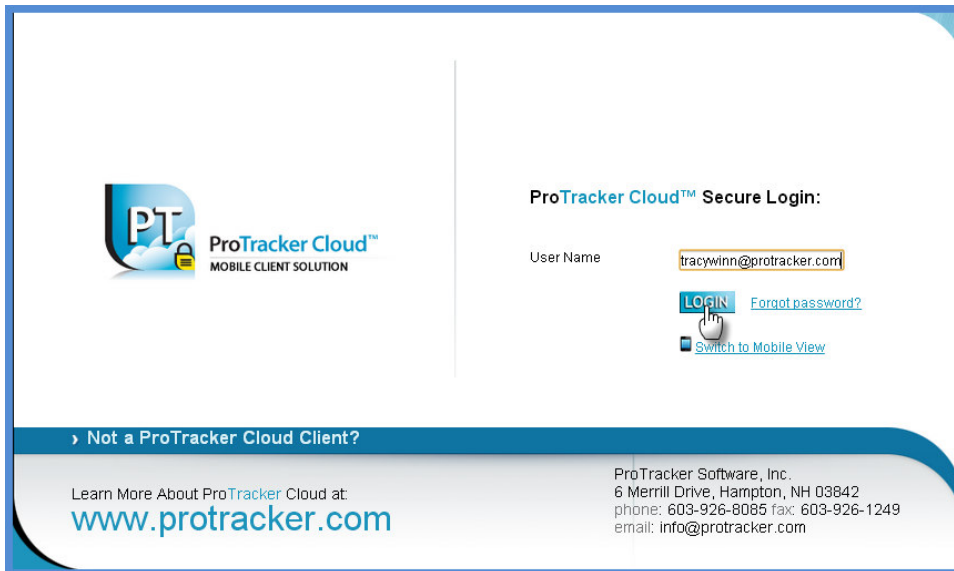 PT
ProTracker Cloud™
MOBILE CLIENT SOLUTION
ProTracker Cloud™ Secure Login:
User Name
tracywinn@protracker.com
LOGIN Forgot password?
Switch to Mobile View
› Not a ProTracker Cloud Client?
Learn More About ProTracker Cloud at:
www.protracker.com
ProTracker Software, Inc.
6 Merrill Drive, Hampton, NH 03842
phone: 603-926-8085 fax: 603-926-1249
email: info@protracker.com